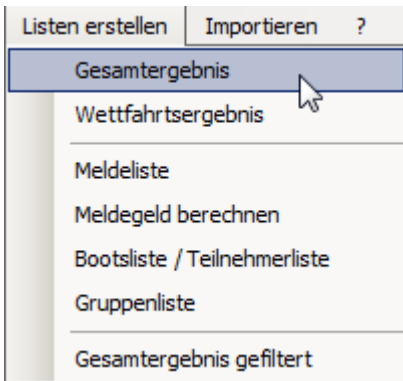 Listen erstellen Importieren ?
Gesamtergebnis
Wettfahrtsergebnis
Meldeliste
Meldegeld berechnen
Bootsliste / Teilnehmerliste
Gruppenliste
Gesamtergebnis gefiltert